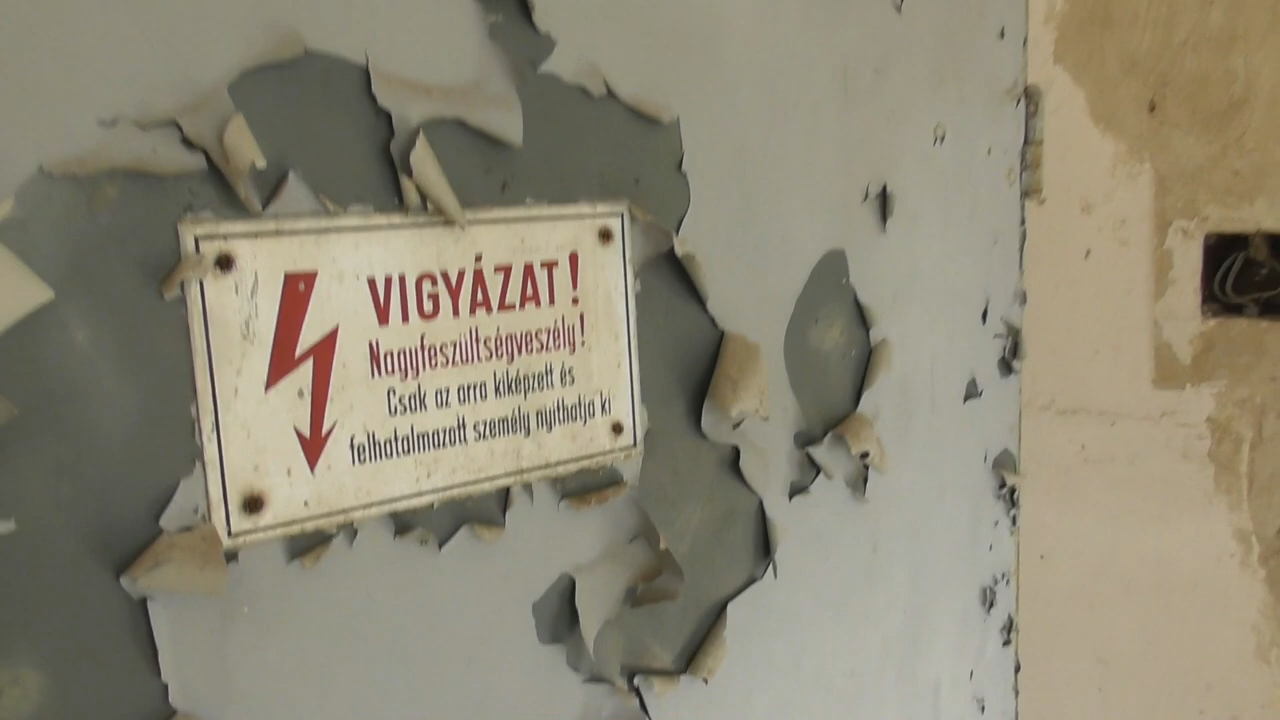 VIGYÁZAT!
Nagyfeszültségveszély!
Csak az arra kiképzett és
felhatalmazott személy nyithatja ki